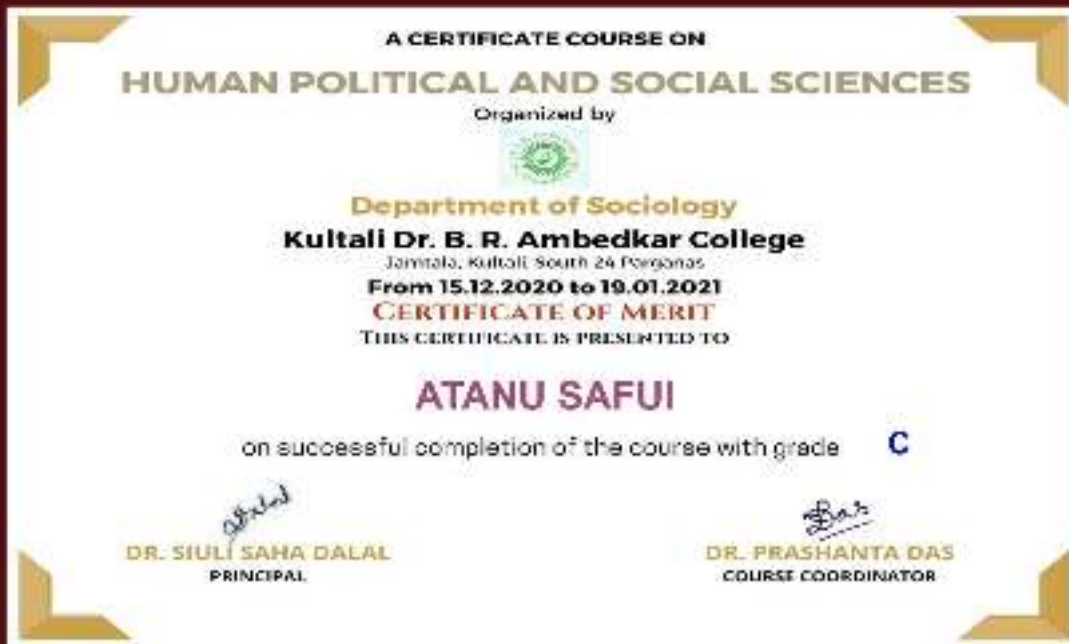 A CERTIFICATE COURSE ON
HUMAN POLITICAL AND SOCIAL SCIENCES
Organized by
Department of Sociology
Kultali Dr. B. R. Ambedkar College
Jamtala, Kultali, South 24 Parganas
From 15.12.2020 to 19.01.2021
CERTIFICATE OF MERIT
THIS CERTIFICATE IS PRESENTED TO
ATANU SAFUI
on successful completion of the course with grade C
DR. SIULI SAHA DALAL
PRINCIPAL
DR. PRASHANTA DAS
COURSE COORDINATOR